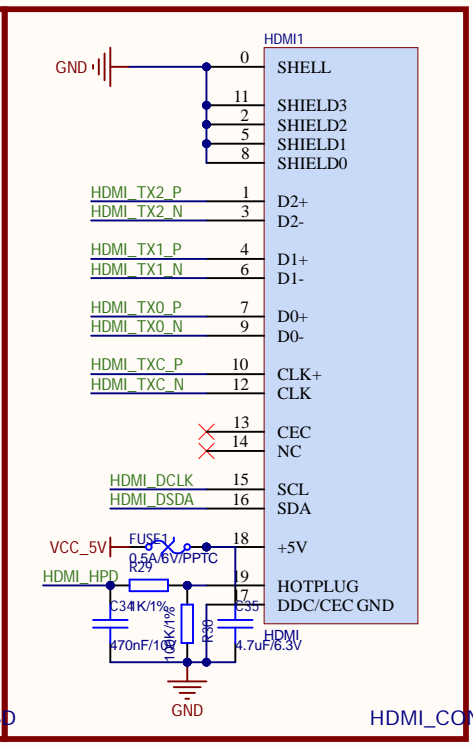 HDMI1
GND
0 SHELL
11 SHIELD3
2 SHIELD2
5 SHIELD1
8 SHIELD0
HDMI_TX2_P 1 D2+
HDMI_TX2_N 3 D2-
HDMI_TX1_P 4 D1+
HDMI_TX1_N 6 D1-
HDMI_TX0_P 7 D0+
HDMI_TX0_N 9 D0-
HDMI_TXC_P 10 CLK+
HDMI_TXC_N 12 CLK
13 CEC
14 NC
HDMI_DCLK 15 SCL
HDMI_DSDA 16 SDA
VCC_5V FUSE1 18 +5V
0.5A/6V/PPTC
R29
HDMI_HPD 19 HOTPLUG
C34 1K/1% C35 17 DDC/CEC GND
100K/1% R30
HDMI
470nF/10V 4.7uF/6.3V
GND
HDMI_CON